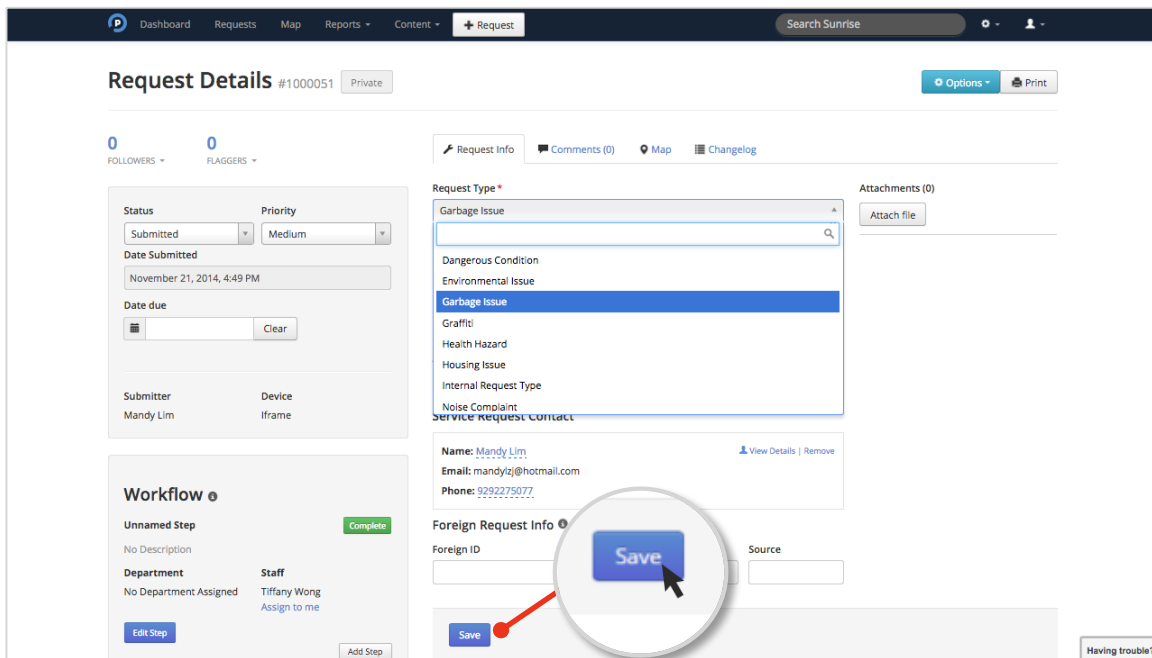 Dashboard Requests Map Reports Content + Request Search Sunrise
Request Details #1000051 Private Options Print
0 0
FOLLOWERS FLAGGERS
Request Info Comments (0) Map Changelog
Request Type * Attachments (0)
Garbage Issue Attach file
Status Priority
Submitted Medium
Date Submitted
November 21, 2014, 4:49 PM
Date due
Clear
Submitter Device
Mandy Lim Iframe
Dangerous Condition
Environmental Issue
Garbage Issue
Graffiti
Health Hazard
Housing Issue
Internal Request Type
Noise Complaint
Service Request Contact
Name: Mandy Lim View Details | Remove
Email: mandylzj@hotmail.com
Phone: 9292275077
Workflow
Unnamed Step Complete
No Description
Department Staff
No Department Assigned Tiffany Wong
Assign to me
Edit Step
Add Step
Foreign Request Info
Foreign ID Source
Save
Save
Having trouble?